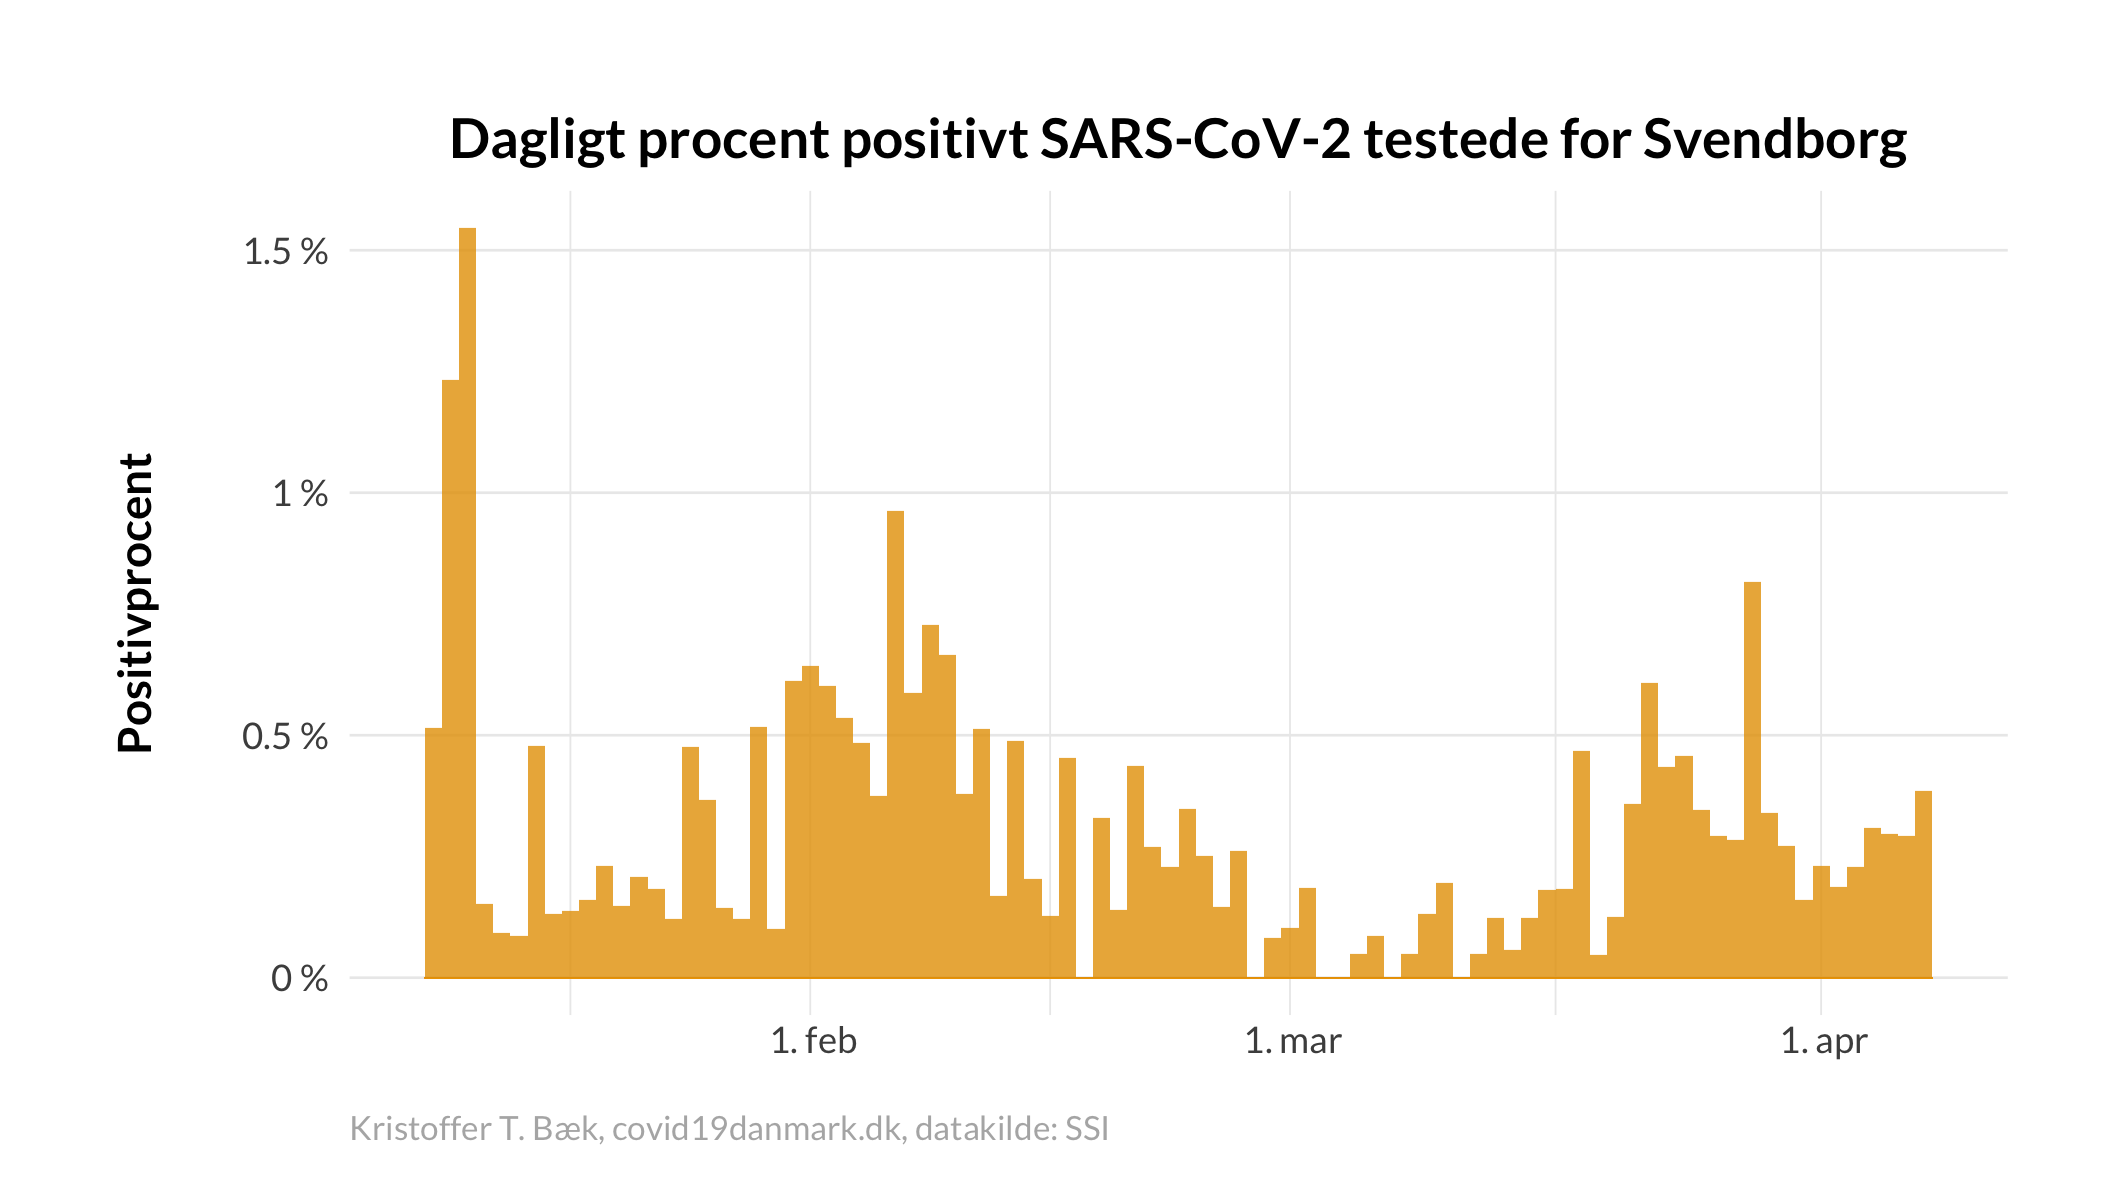 Dagligt procent positivt SARS-CoV-2 testede for Svendborg
Positivprocent
1.5 %
1 %
0.5 %
0 %
1. feb
1. mar
1. apr
Kristoffer T. Bæk, covid19danmark.dk, datakilde: SSI